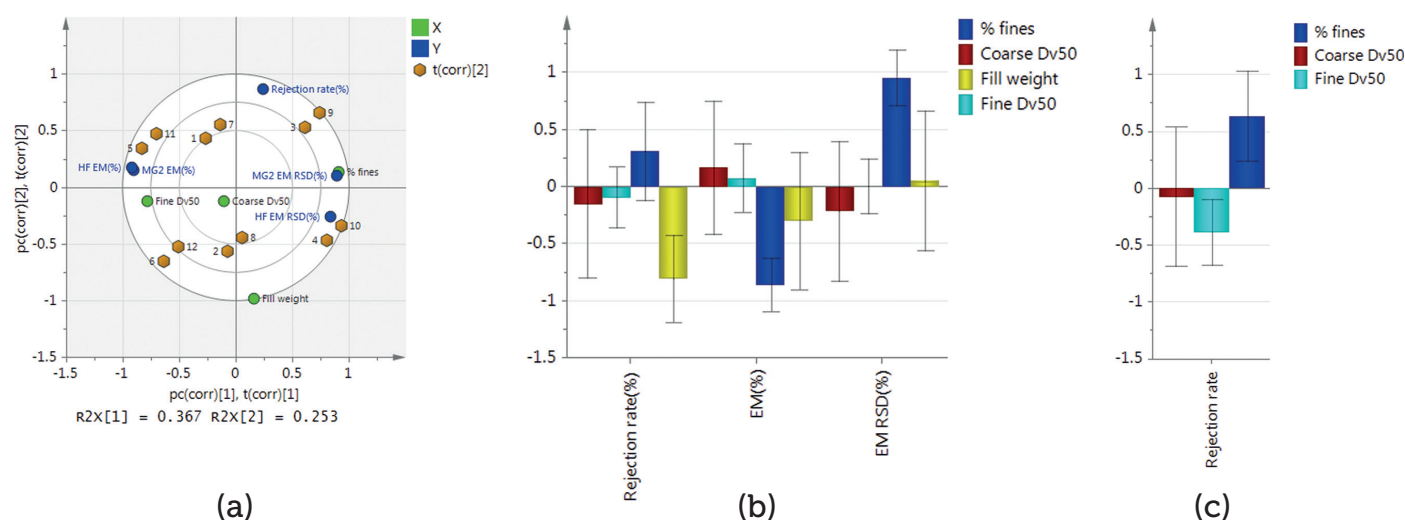 X
Y
t(corr)[2]
pc(corr)[2], t(corr)[2]
1
0.5
0
-0.5
-1
-1.5
-1.5
-1
-0.5
0
0.5
1
pc(corr)[1], t(corr)[1]
R2X[1] = 0.367 R2X[2] = 0.253
Rejection rate(%)
9
3
7
1
11
5
HF EM(%)
MG2 EM(%)
MG2 EM RSD(%)
% fines
Fine Dv50
Coarse Dv50
HF EM RSD(%)
10
4
8
2
12
6
Fill weight
(a)
% fines
Coarse Dv50
Fill weight
Fine Dv50
1
0.5
0
-0.5
-1
-1.5
Rejection rate(%)
EM(%)
EM RSD(%)
(b)
% fines
Coarse Dv50
Fine Dv50
1
0.5
0
-0.5
-1
-1.5
Rejection rate
(c)